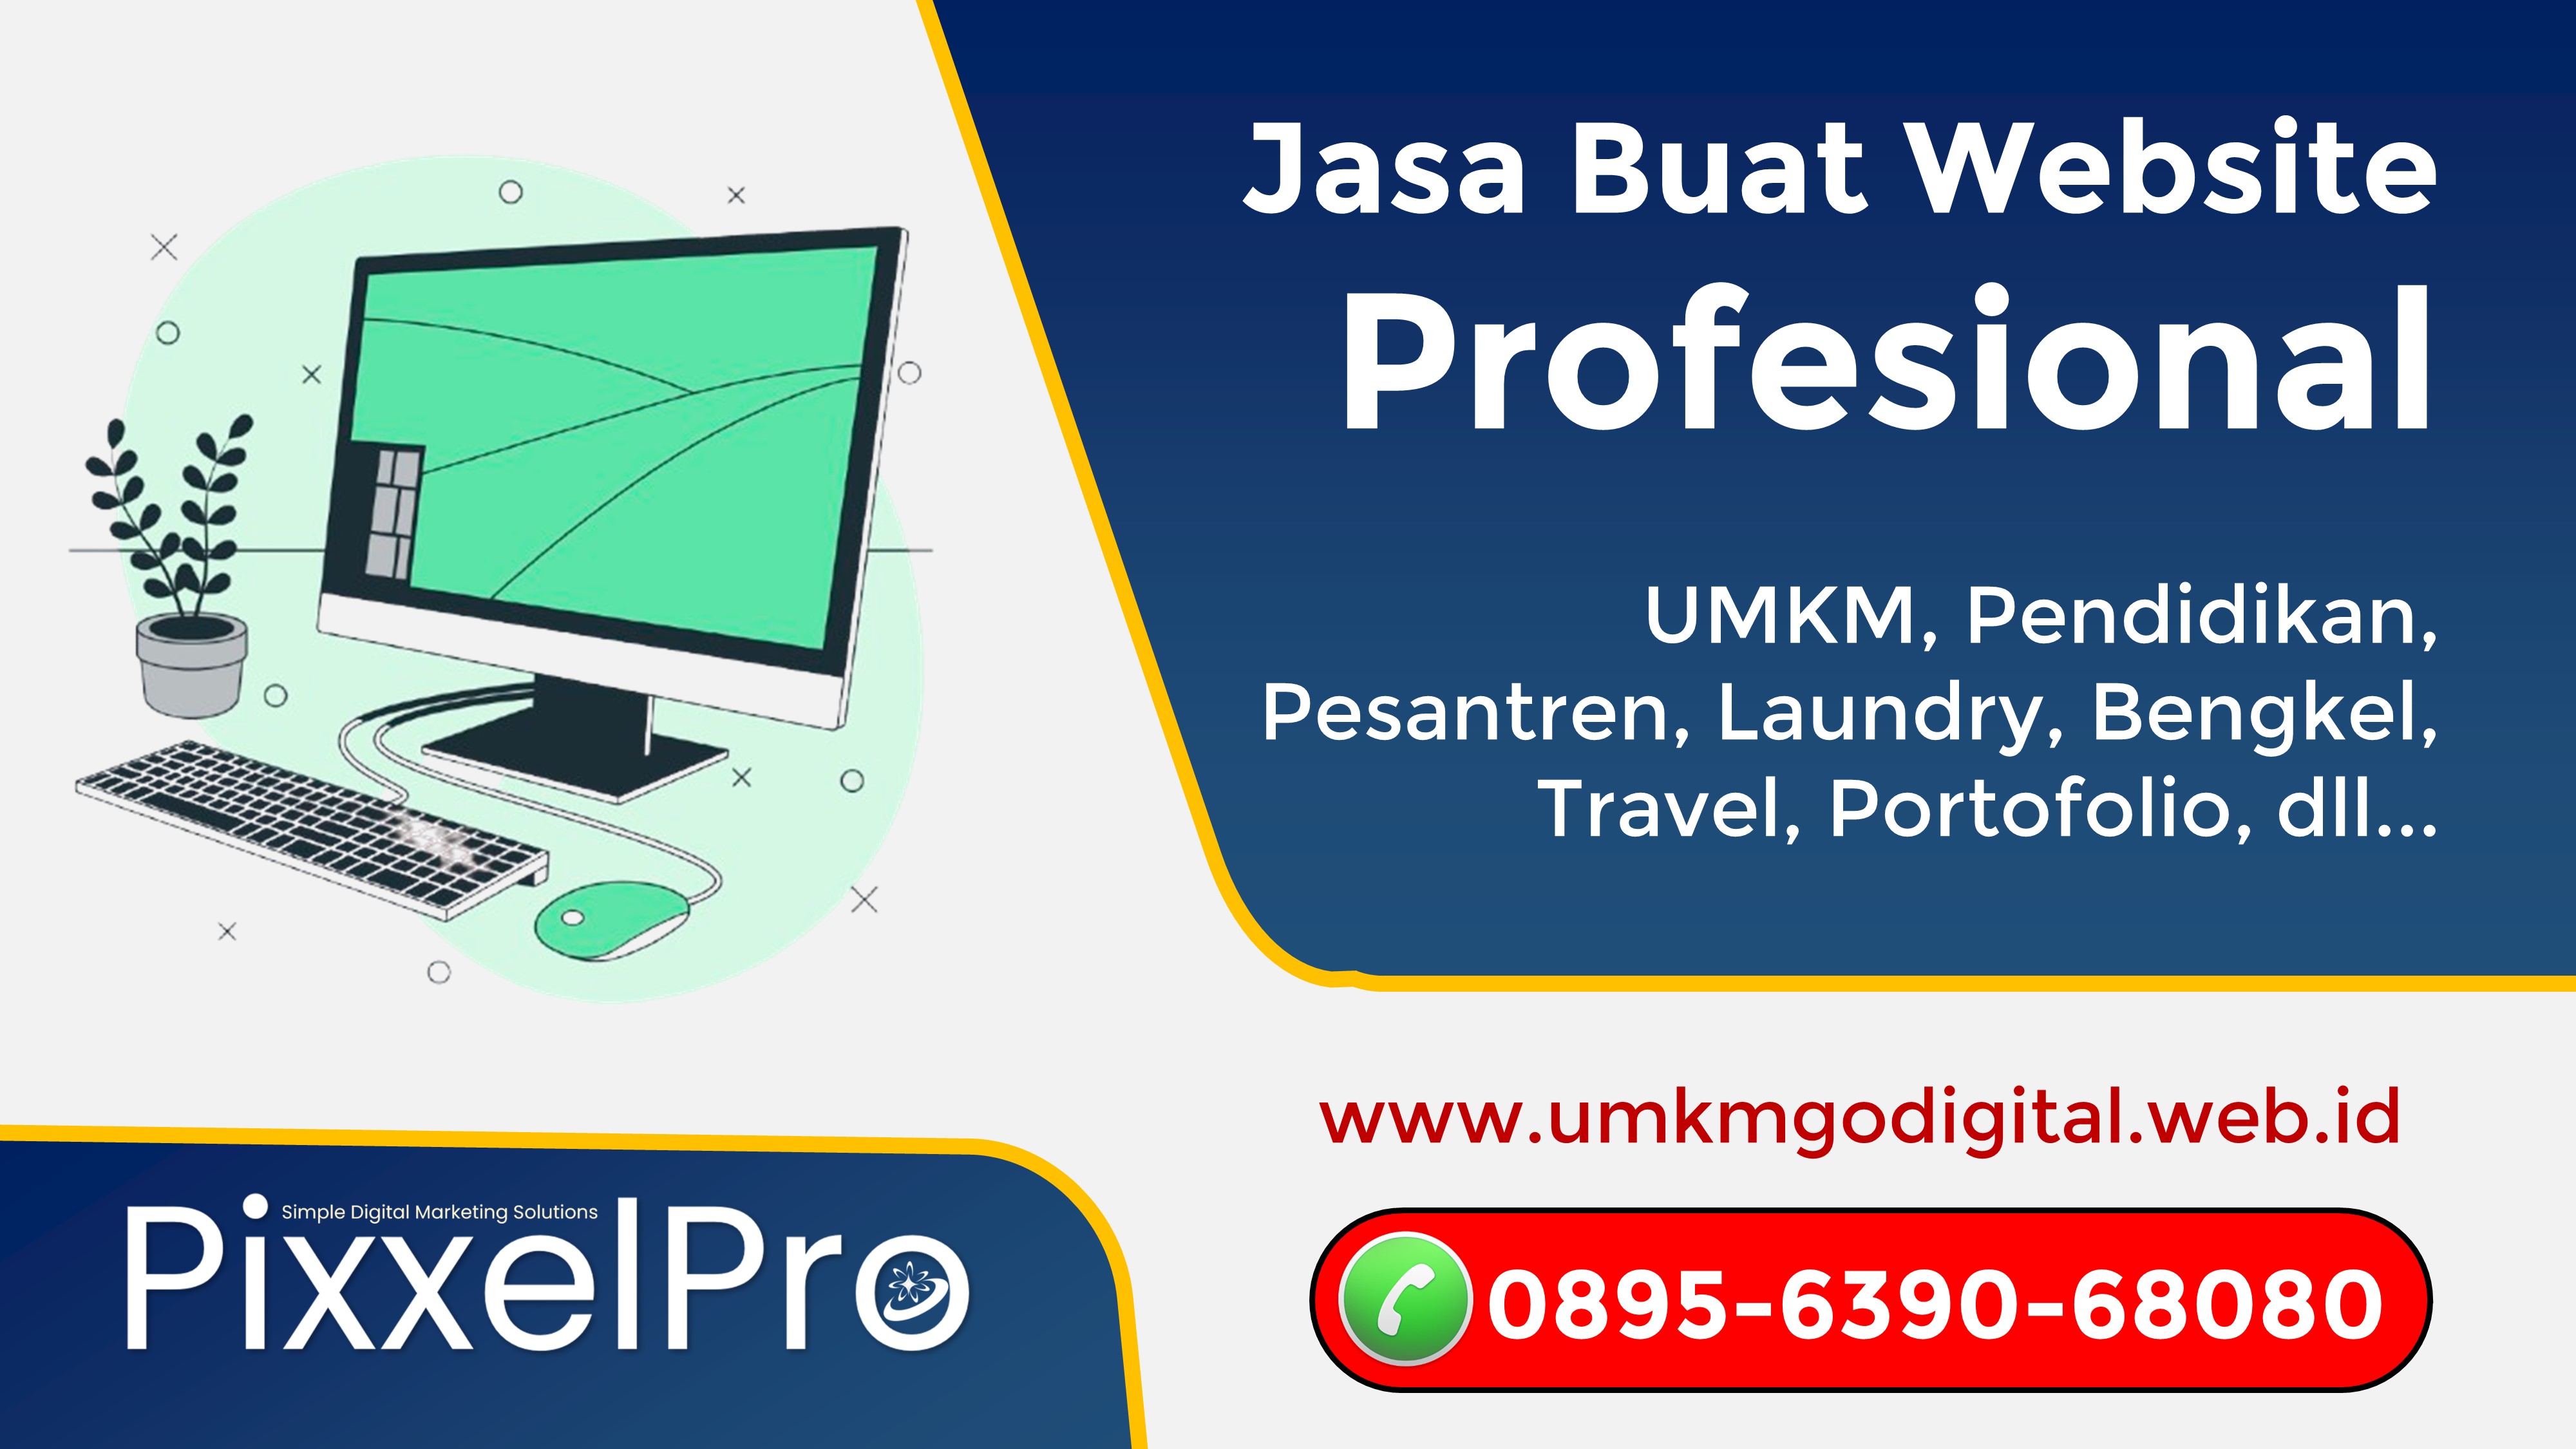 Jasa Buat Website
Profesional
UMKM, Pendidikan,
Pesantren, Laundry, Bengkel,
Travel, Portofolio, dll...
www.umkmgodigital.web.id
0895-6390-68080
Simple Digital Marketing Solutions
PixxelPro